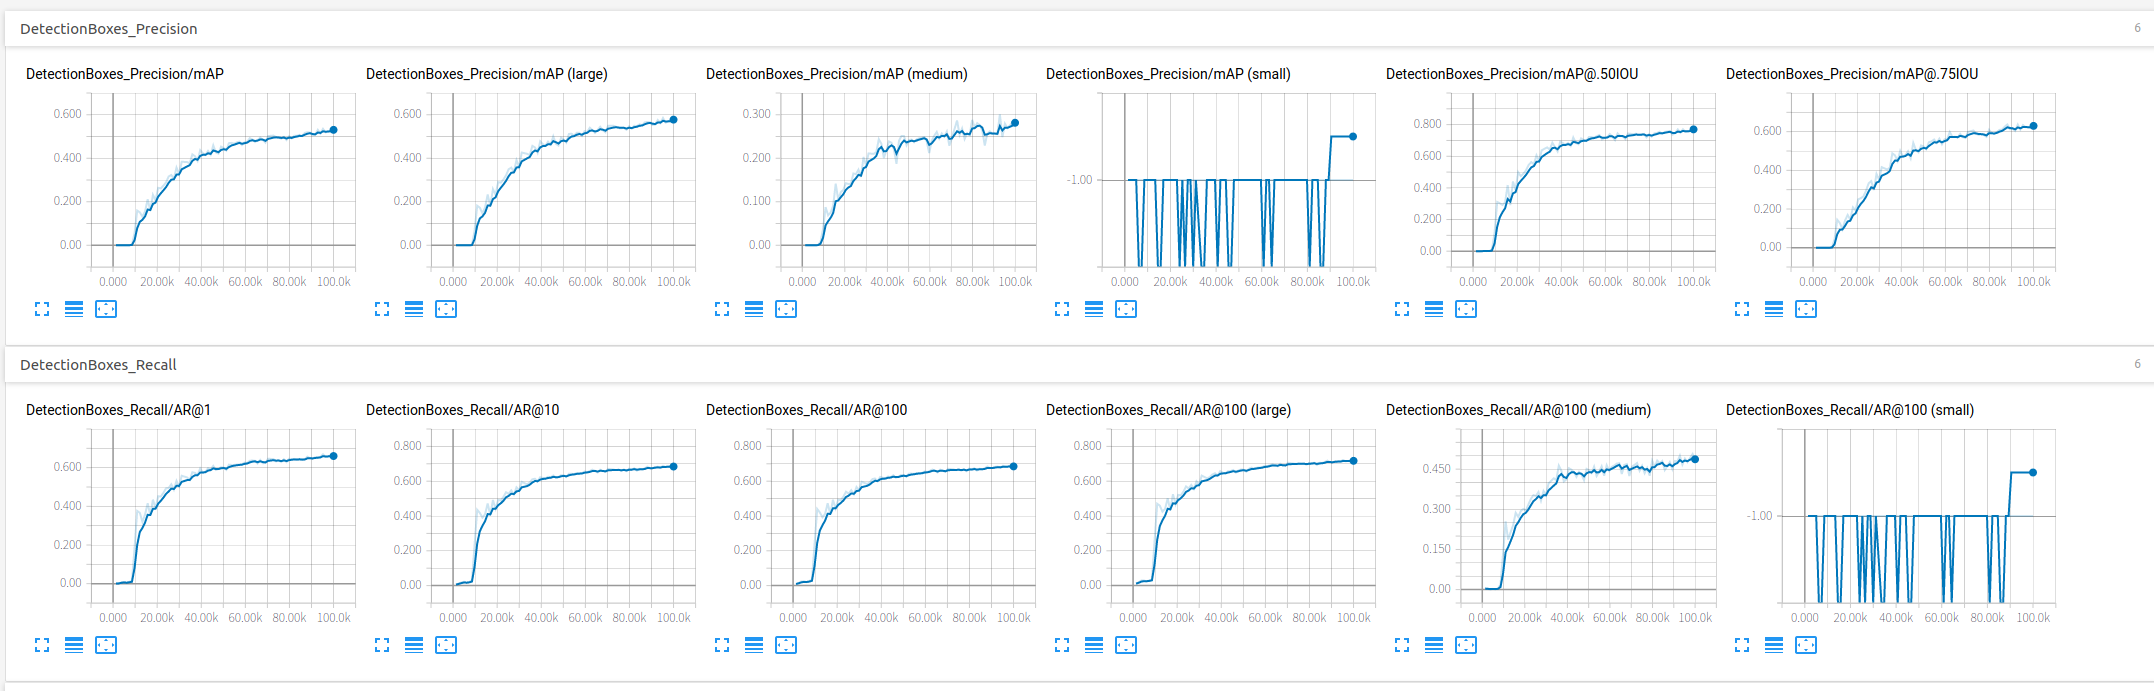 DetectionBoxes_Precision
6
DetectionBoxes_Precision/mAP
0.600
0.400
0.200
0.00
0.000 20.00k 40.00k 60.00k 80.00k 100.0k
DetectionBoxes_Precision/mAP (large)
0.600
0.400
0.200
0.00
0.000 20.00k 40.00k 60.00k 80.00k 100.0k
DetectionBoxes_Precision/mAP (medium)
0.300
0.200
0.100
0.00
0.000 20.00k 40.00k 60.00k 80.00k 100.0k
DetectionBoxes_Precision/mAP (small)
-1.00
0.000 20.00k 40.00k 60.00k 80.00k 100.0k
DetectionBoxes_Precision/mAP@.50IOU
0.800
0.600
0.400
0.200
0.00
0.000 20.00k 40.00k 60.00k 80.00k 100.0k
DetectionBoxes_Precision/mAP@.75IOU
0.600
0.400
0.200
0.00
0.000 20.00k 40.00k 60.00k 80.00k 100.0k
DetectionBoxes_Recall
6
DetectionBoxes_Recall/AR@1
0.600
0.400
0.200
0.00
0.000 20.00k 40.00k 60.00k 80.00k 100.0k
DetectionBoxes_Recall/AR@10
0.800
0.600
0.400
0.200
0.00
0.000 20.00k 40.00k 60.00k 80.00k 100.0k
DetectionBoxes_Recall/AR@100
0.800
0.600
0.400
0.200
0.00
0.000 20.00k 40.00k 60.00k 80.00k 100.0k
DetectionBoxes_Recall/AR@100 (large)
0.800
0.600
0.400
0.200
0.00
0.000 20.00k 40.00k 60.00k 80.00k 100.0k
DetectionBoxes_Recall/AR@100 (medium)
0.450
0.300
0.150
0.00
0.000 20.00k 40.00k 60.00k 80.00k 100.0k
DetectionBoxes_Recall/AR@100 (small)
-1.00
0.000 20.00k 40.00k 60.00k 80.00k 100.0k